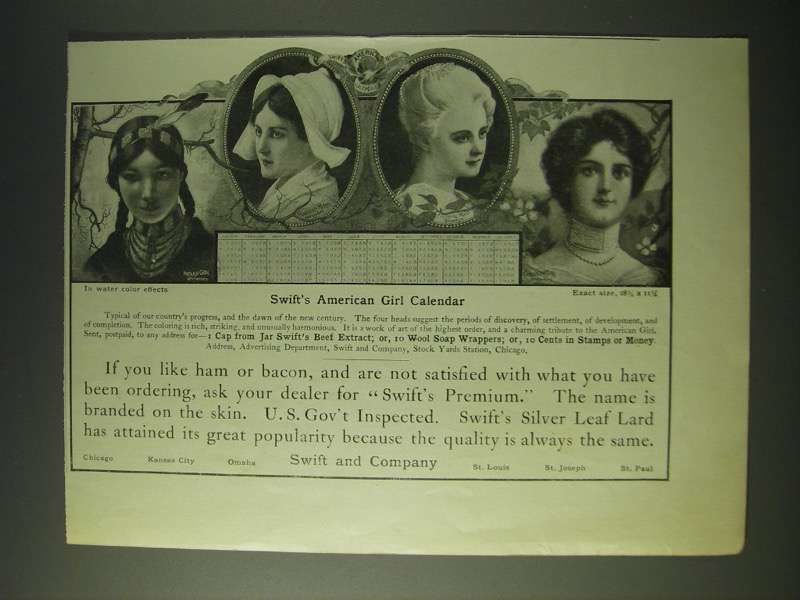 In water color effects
Exact size, 28½ x 11¼
Swift's American Girl Calendar
Typical of our country's progress, and the dawn of the new century. The four heads suggest the periods of discovery, of settlement, of development, and
of completion. The coloring is rich, striking, and unusually harmonious. It is a work of art of the highest order, and a charming tribute to the American Girl.
Sent, postpaid, to any address for—1 Cap from Jar Swift's Beef Extract; or, 10 Wool Soap Wrappers; or, 10 Cents in Stamps or Money.
Address, Advertising Department, Swift and Company, Stock Yards Station, Chicago.
If you like ham or bacon, and are not satisfied with what you have
been ordering, ask your dealer for "Swift's Premium." The name is
branded on the skin. U. S. Gov't Inspected. Swift's Silver Leaf Lard
has attained its great popularity because the quality is always the same.
Chicago Kansas City Omaha Swift and Company St. Louis St. Joseph St. Paul